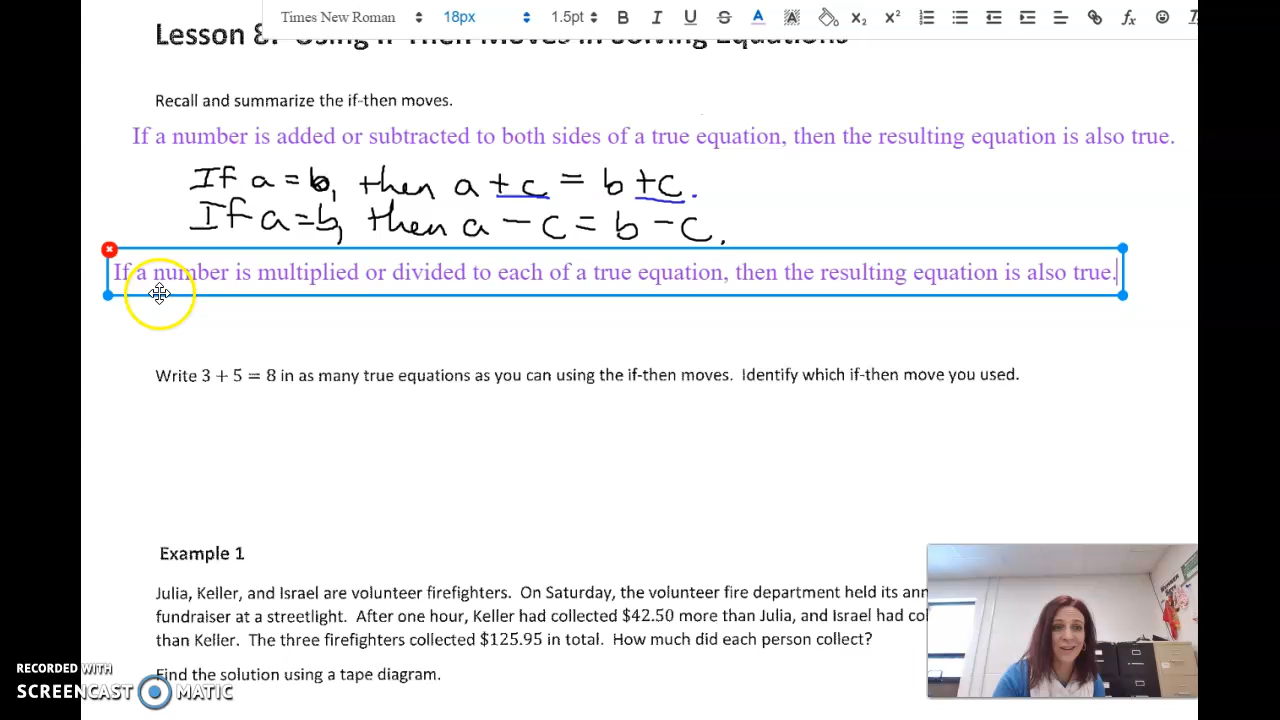 Times New Roman 18px 1.5pt B I U S A A X₂ X² fx
Lesson 8: Using If-Then Moves in Solving Equations
Recall and summarize the if-then moves.
If a number is added or subtracted to both sides of a true equation, then the resulting equation is also true.
If a = b, then a + c = b + c.
If a = b, then a - c = b - c.
If a number is multiplied or divided to each of a true equation, then the resulting equation is also true.
Write 3 + 5 = 8 in as many true equations as you can using the if-then moves. Identify which if-then move you used.
Example 1
Julia, Keller, and Israel are volunteer firefighters. On Saturday, the volunteer fire department held its
fundraiser at a streetlight. After one hour, Keller had collected $42.50 more than Julia, and Israel had
than Keller. The three firefighters collected $125.95 in total. How much did each person collect?
Find the solution using a tape diagram.
RECORDED WITH
SCREENCAST MATIC